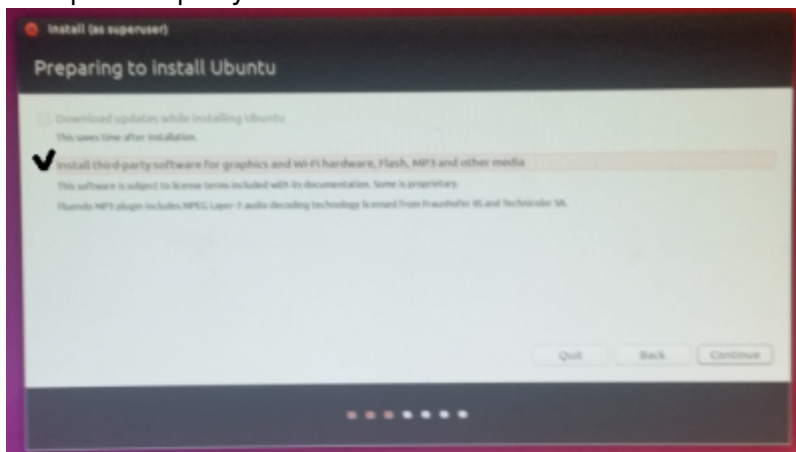 Install (as superuser)
Preparing to install Ubuntu
Download updates while installing Ubuntu
This saves time after installation.
Install third-party software for graphics and Wi-Fi hardware, Flash, MP3 and other media
This software is subject to license terms included with its documentation. Some is proprietary.
Fluendo MP3 plugin includes MPEG Layer-3 audio decoding technology licensed from Fraunhofer IIS and Technicolor SA.
Quit Back Continue